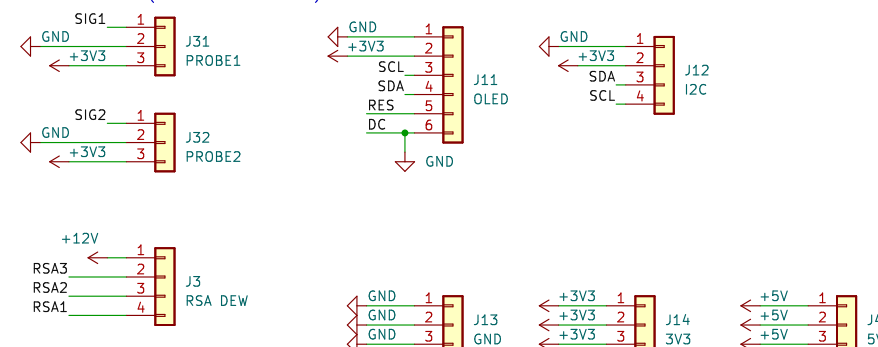 SIG1
GND
+3V3
1
2
3
J31
PROBE1
GND
+3V3
SCL
SDA
RES
DC
1
2
3
4
5
6
J11
OLED
GND
GND
+3V3
SDA
SCL
1
2
3
4
J12
I2C
SIG2
GND
+3V3
1
2
3
J32
PROBE2
+12V
RSA3
RSA2
RSA1
1
2
3
4
J3
RSA DEW
GND
GND
GND
1
2
3
J13
GND
+3V3
+3V3
+3V3
1
2
3
J14
3V3
+5V
+5V
+5V
1
2
3